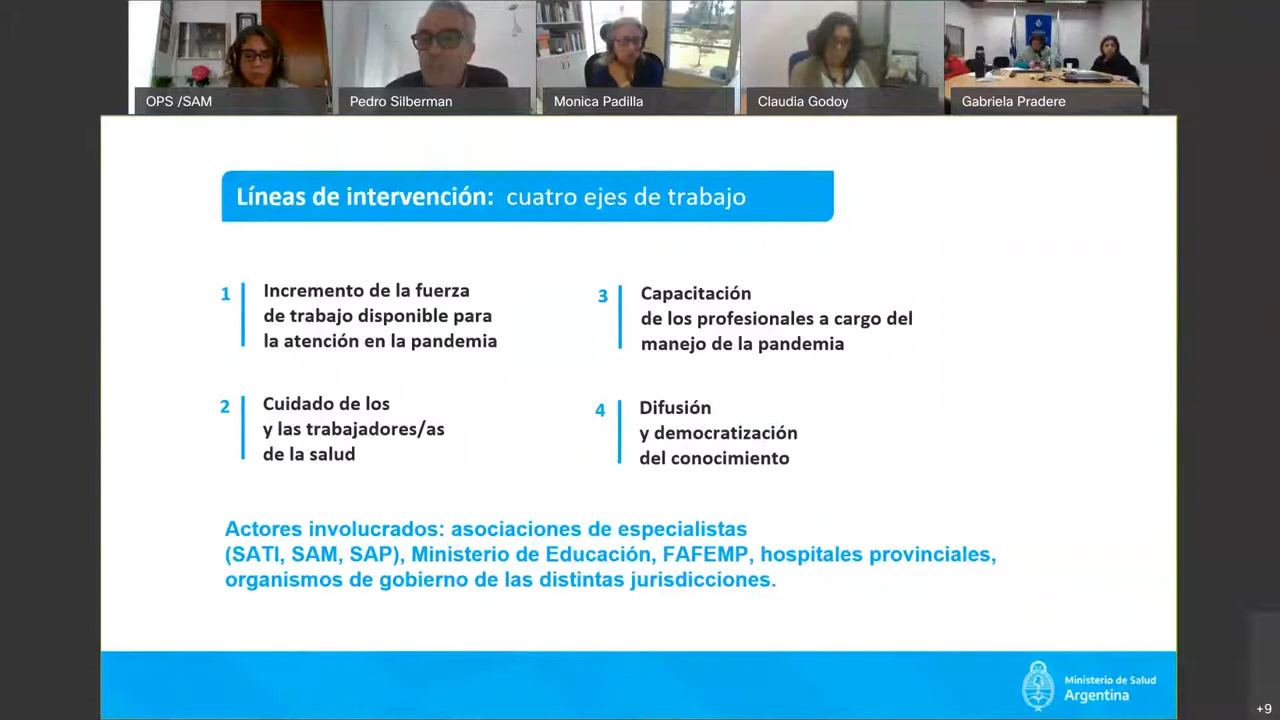 OPS /SAM
Pedro Silberman
Monica Padilla
Claudia Godoy
Gabriela Pradere
Líneas de intervención: cuatro ejes de trabajo
1
Incremento de la fuerza
de trabajo disponible para
la atención en la pandemia
2
Cuidado de los
y las trabajadores/as
de la salud
3
Capacitación
de los profesionales a cargo del
manejo de la pandemia
4
Difusión
y democratización
del conocimiento
Actores involucrados: asociaciones de especialistas
(SATI, SAM, SAP), Ministerio de Educación, FAFEMP, hospitales provinciales,
organismos de gobierno de las distintas jurisdicciones.
Ministerio de Salud
Argentina
+9